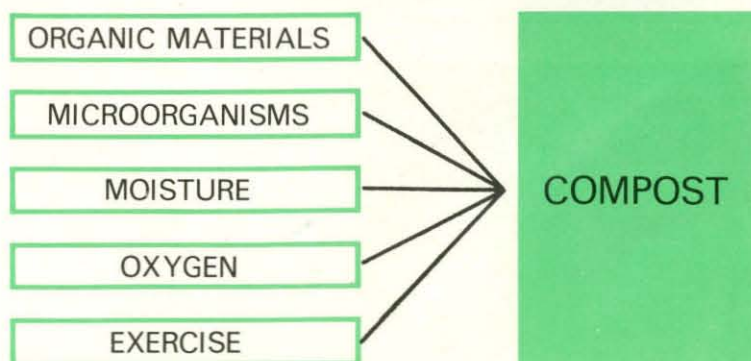 ORGANIC MATERIALS
MICROORGANISMS
MOISTURE
OXYGEN
EXERCISE
COMPOST